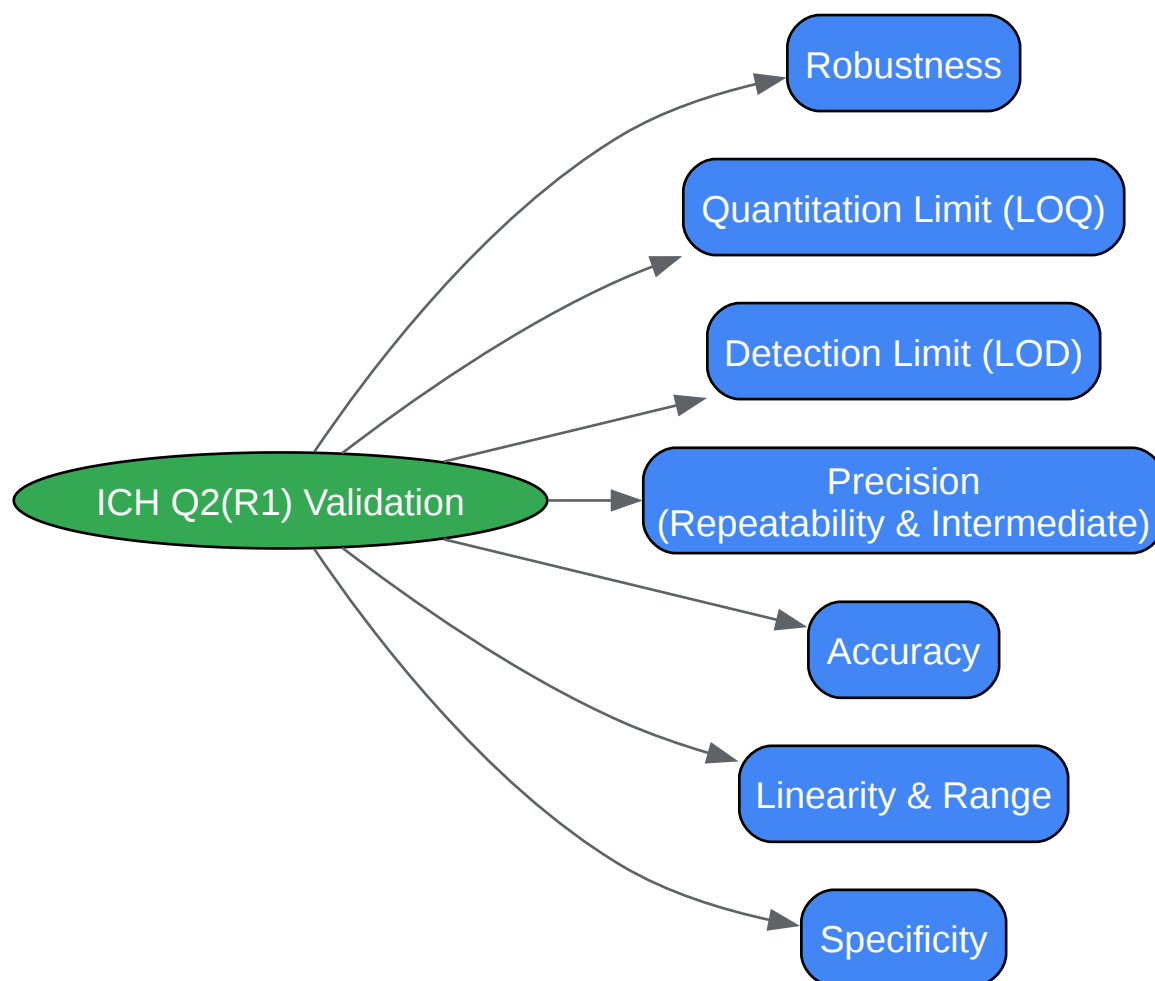 Robustness
Quantitation Limit (LOQ)
Detection Limit (LOD)
ICH Q2(R1) Validation
Precision
(Repeatability & Intermediate)
Accuracy
Linearity & Range
Specificity